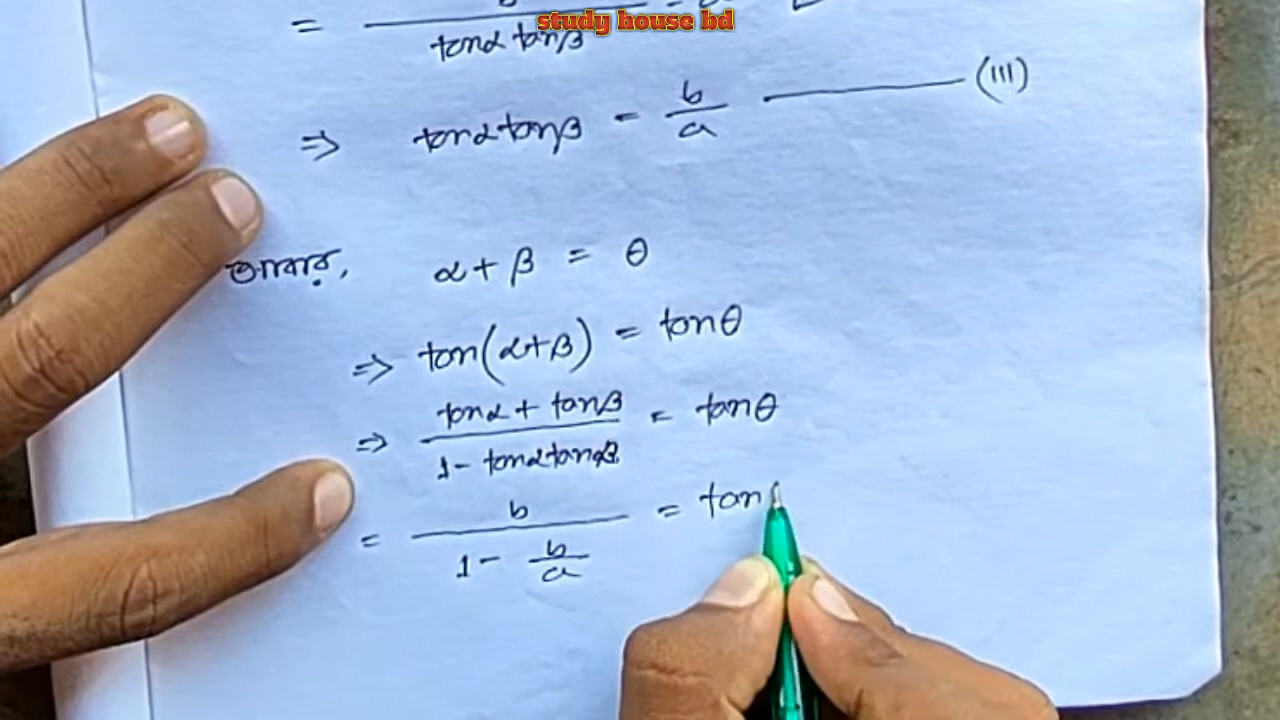 study house bd
= b / tanα tanβ
⇒ tanα tanβ = b/a ——— (III)
আবার, α + β = θ
⇒ tan(α+β) = tanθ
⇒ (tanα + tanβ) / (1 - tanα tanβ) = tanθ
= b / (1 - b/a) = tan